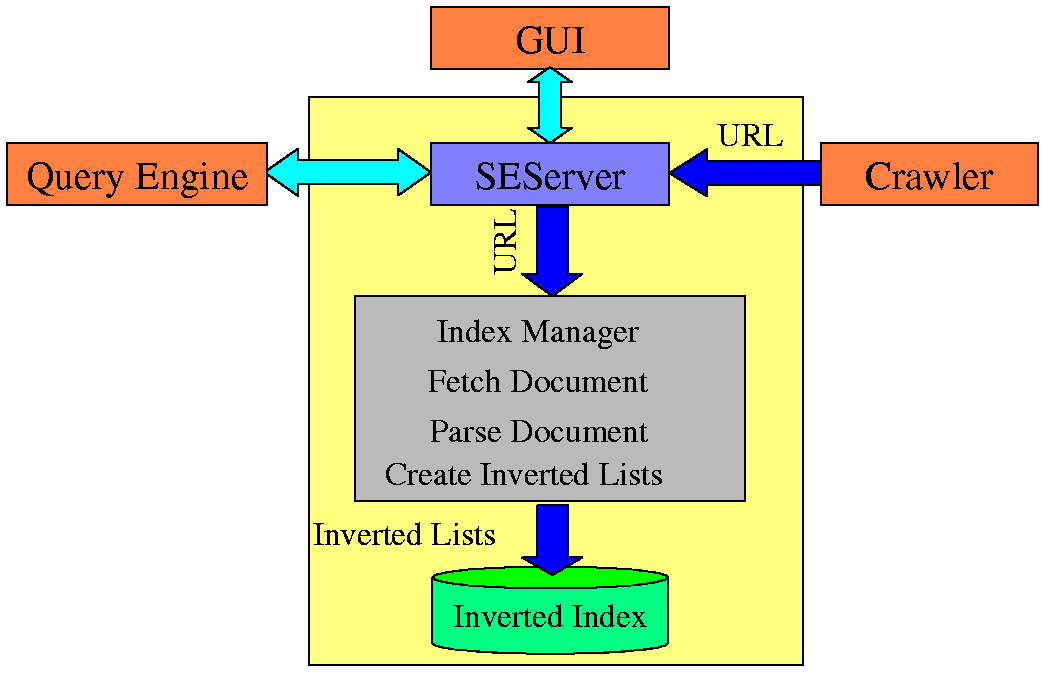 GUI
URL
Query Engine
SEServer
Crawler
URL
Index Manager
Fetch Document
Parse Document
Create Inverted Lists
Inverted Lists
Inverted Index